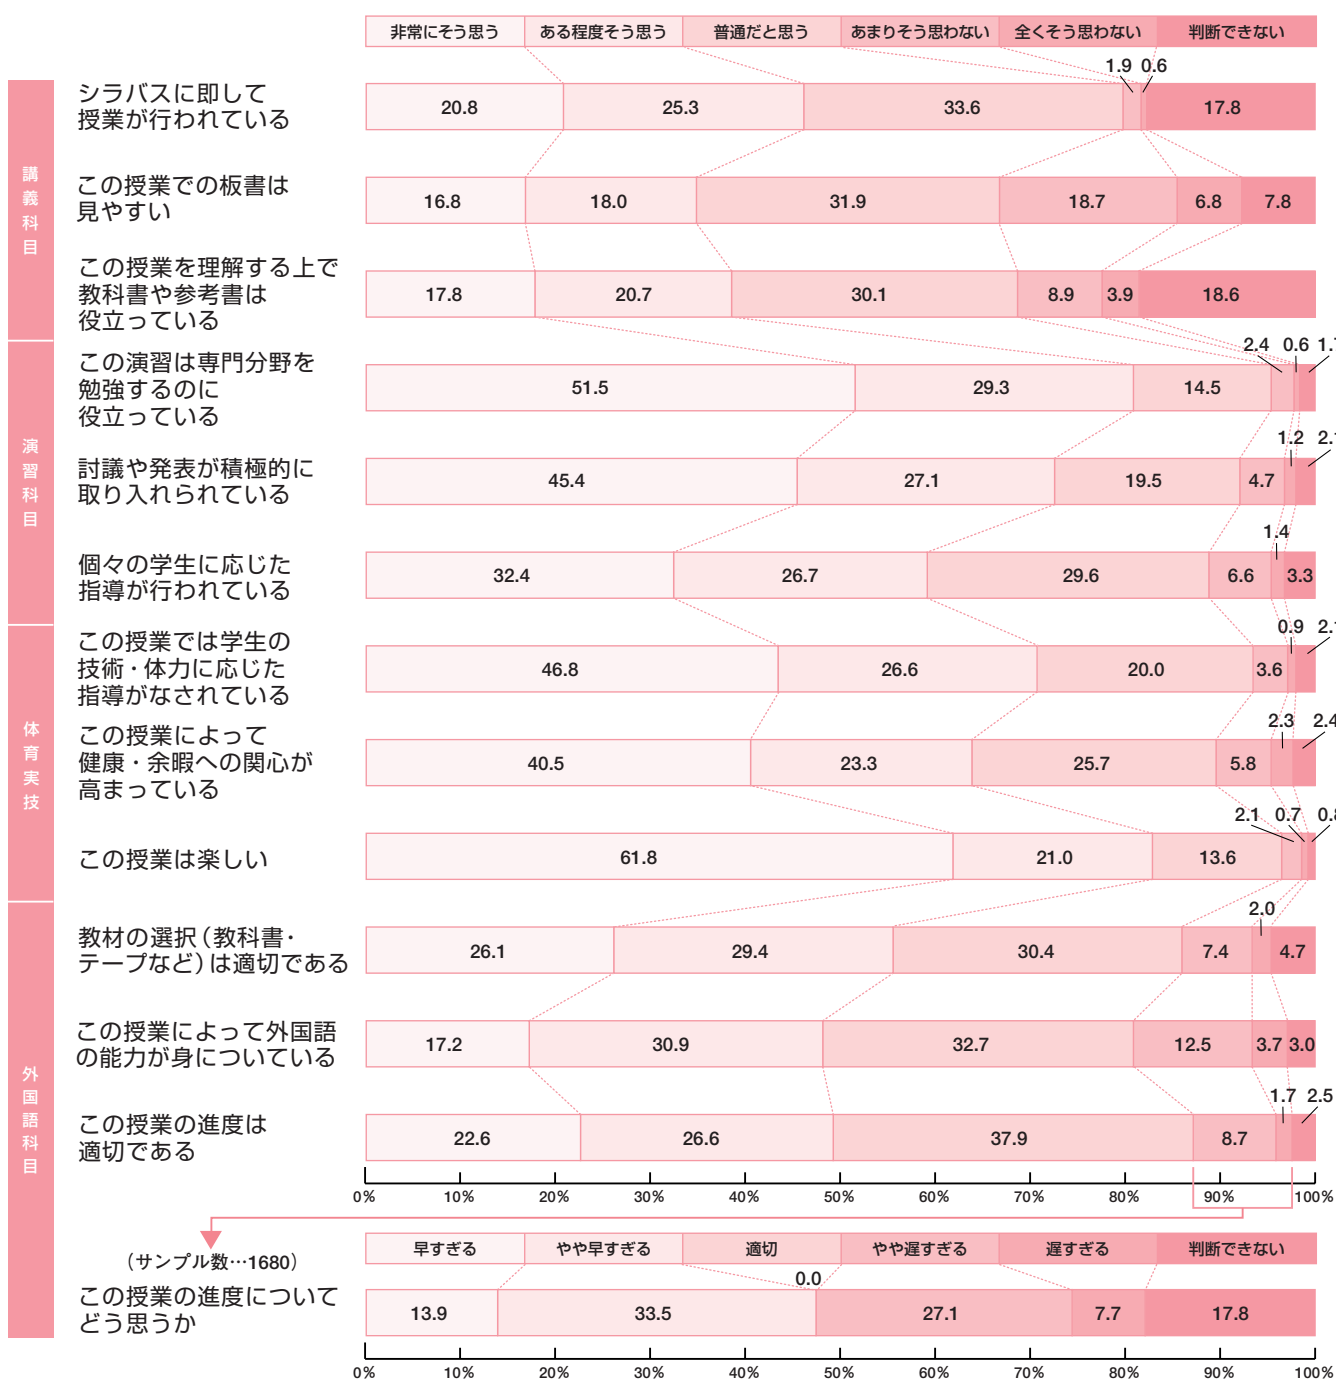 非常にそう思う ある程度そう思う 普通だと思う あまりそう思わない 全くそう思わない 判断できない
講義科目
シラバスに即して
授業が行われている
1.9 0.6
20.8 25.3 33.6 17.8
この授業での板書は
見やすい
16.8 18.0 31.9 18.7 6.8 7.8
この授業を理解する上で
教科書や参考書は
役立っている
17.8 20.7 30.1 8.9 3.9 18.6
演習科目
この演習は専門分野を
勉強するのに
役立っている
2.4 0.6
51.5 29.3 14.5
討議や発表が積極的に
取り入れられている
1.2
45.4 27.1 19.5 4.7
個々の学生に応じた
指導が行われている
1.4
32.4 26.7 29.6 6.6 3.3
体育実技
この授業では学生の
技術・体力に応じた
指導がなされている
0.9
46.8 26.6 20.0 3.6
この授業によって
健康・余暇への関心が
高まっている
2.3 2.4
40.5 23.3 25.7 5.8
この授業は楽しい
2.1 0.7 0.8
61.8 21.0 13.6
外国語科目
教材の選択（教科書・
テープなど）は適切である
2.0
26.1 29.4 30.4 7.4 4.7
この授業によって外国語
の能力が身についている
17.2 30.9 32.7 12.5 3.7 3.0
この授業の進度は
適切である
1.7 2.5
22.6 26.6 37.9 8.7
0% 10% 20% 30% 40% 50% 60% 70% 80% 90% 100%
（サンプル数…1680）
早すぎる やや早すぎる 適切 やや遅すぎる 遅すぎる 判断できない
この授業の進度について
どう思うか
0.0
13.9 33.5 27.1 7.7 17.8
0% 10% 20% 30% 40% 50% 60% 70% 80% 90% 100%